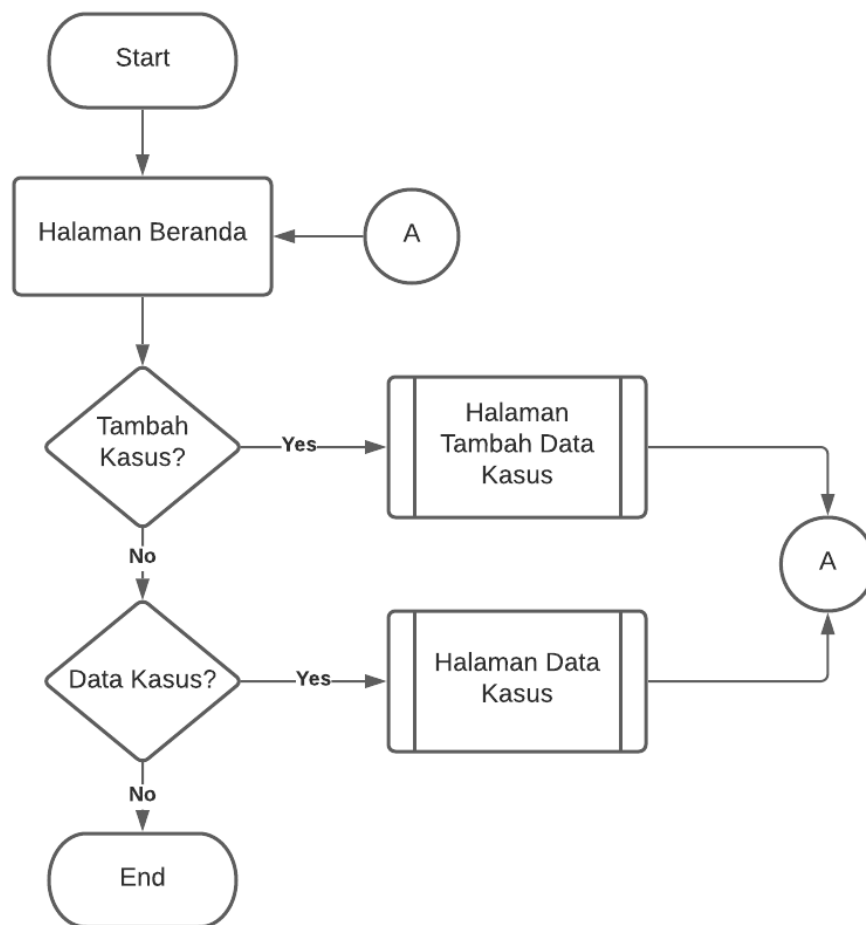 Start
Halaman Beranda
A
Tambah
Kasus?
Yes
Halaman
Tambah Data
Kasus
No
A
Data Kasus?
Yes
Halaman Data
Kasus
No
End